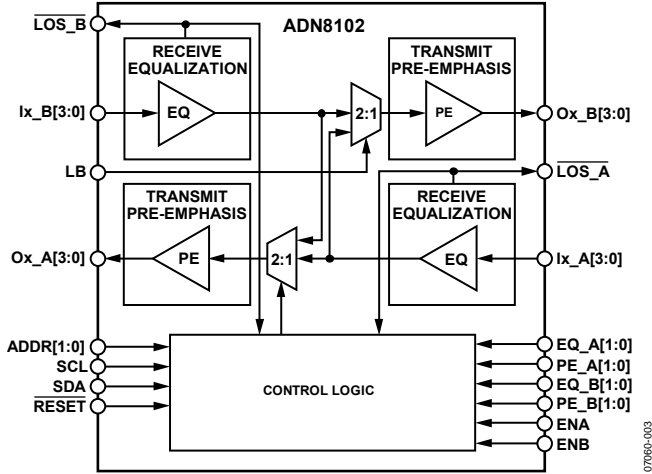 LOS_B
ADN8102
RECEIVE
EQUALIZATION
TRANSMIT
PRE-EMPHASIS
Ix_B[3:0]
EQ
2:1
PE
Ox_B[3:0]
LB
LOS_A
TRANSMIT
PRE-EMPHASIS
RECEIVE
EQUALIZATION
Ox_A[3:0]
PE
2:1
EQ
Ix_A[3:0]
ADDR[1:0]
SCL
SDA
RESET
CONTROL LOGIC
EQ_A[1:0]
PE_A[1:0]
EQ_B[1:0]
PE_B[1:0]
ENA
ENB
07060-003